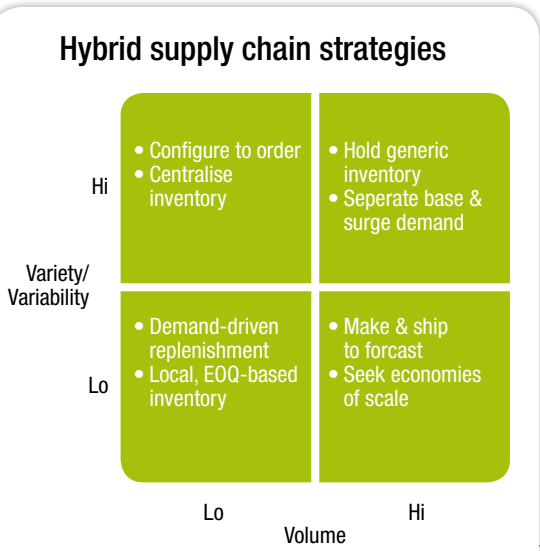 Hybrid supply chain strategies
Hi
• Configure to order
• Centralise
inventory
• Hold generic
inventory
• Seperate base &
surge demand
Variety/
Variability
Lo
• Demand-driven
replenishment
• Local, EOQ-based
inventory
• Make & ship
to forcast
• Seek economies
of scale
Lo
Hi
Volume